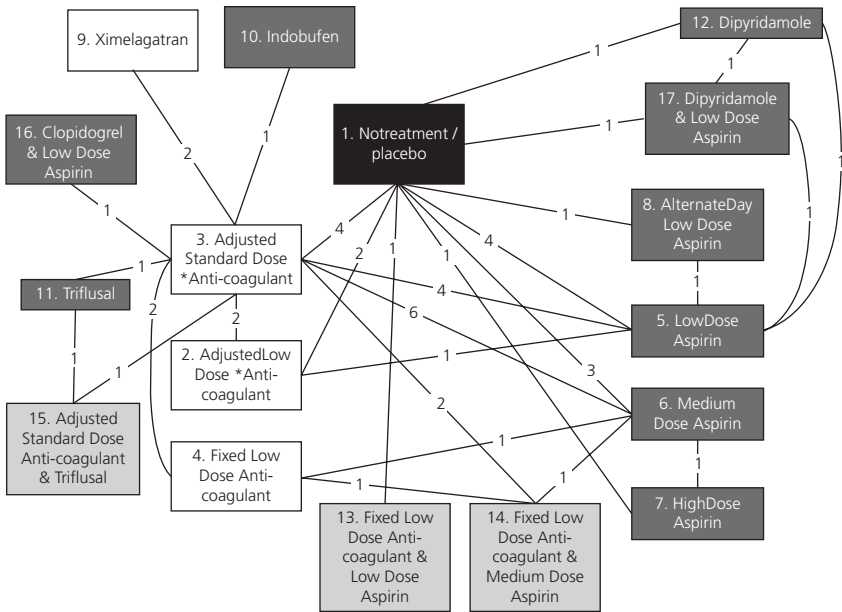 9. Ximelagatran
10. Indobufen
12. Dipyridamole
1
1
16. Clopidogrel
& Low Dose
Aspirin
1. Notreatment /
placebo
17. Dipyridamole
& Low Dose
Aspirin
1
2
1
1
1
1
8. AlternateDay
Low Dose
Aspirin
1
3. Adjusted
Standard Dose
*Anti-coagulant
4
2
1
1
4
1
11. Triflusal
1
2
2
4
6
1
5. LowDose
Aspirin
1
1
2. AdjustedLow
Dose *Anti-
coagulant
1
3
2
15. Adjusted
Standard Dose
Anti-coagulant
& Triflusal
4. Fixed Low
Dose Anti-
coagulant
1
1
1
6. Medium
Dose Aspirin
1
7. HighDose
Aspirin
13. Fixed Low
Dose Anti-
coagulant &
Low Dose
Aspirin
14. Fixed Low
Dose Anti-
coagulant &
Medium Dose
Aspirin